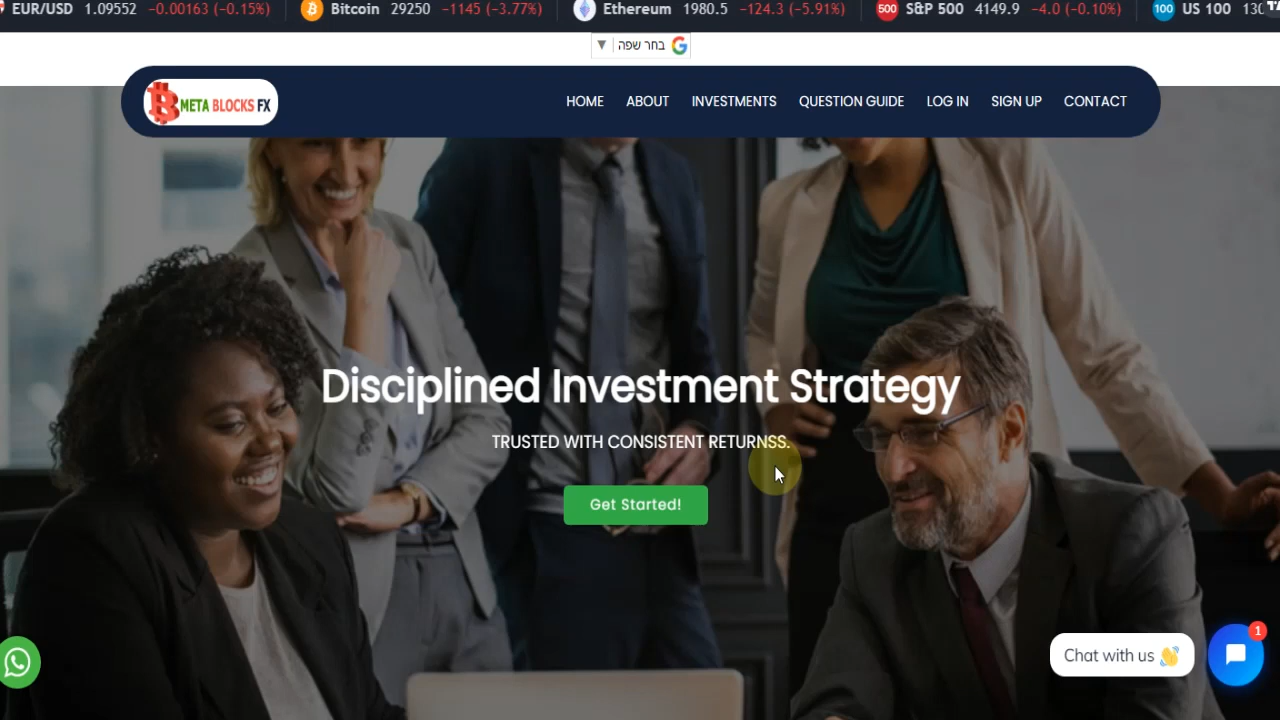 EUR/USD 1.09552 −0.00163 (−0.15%) Bitcoin 29250 −1145 (−3.77%) Ethereum 1980.5 −124.3 (−5.91%) 500 S&P 500 4149.9 −4.0 (−0.10%) 100 US 100
בחר שפה
META BLOCKS FX HOME ABOUT INVESTMENTS QUESTION GUIDE LOG IN SIGN UP CONTACT
Disciplined Investment Strategy
TRUSTED WITH CONSISTENT RETURNSS.
Get Started!
1
Chat with us 👋